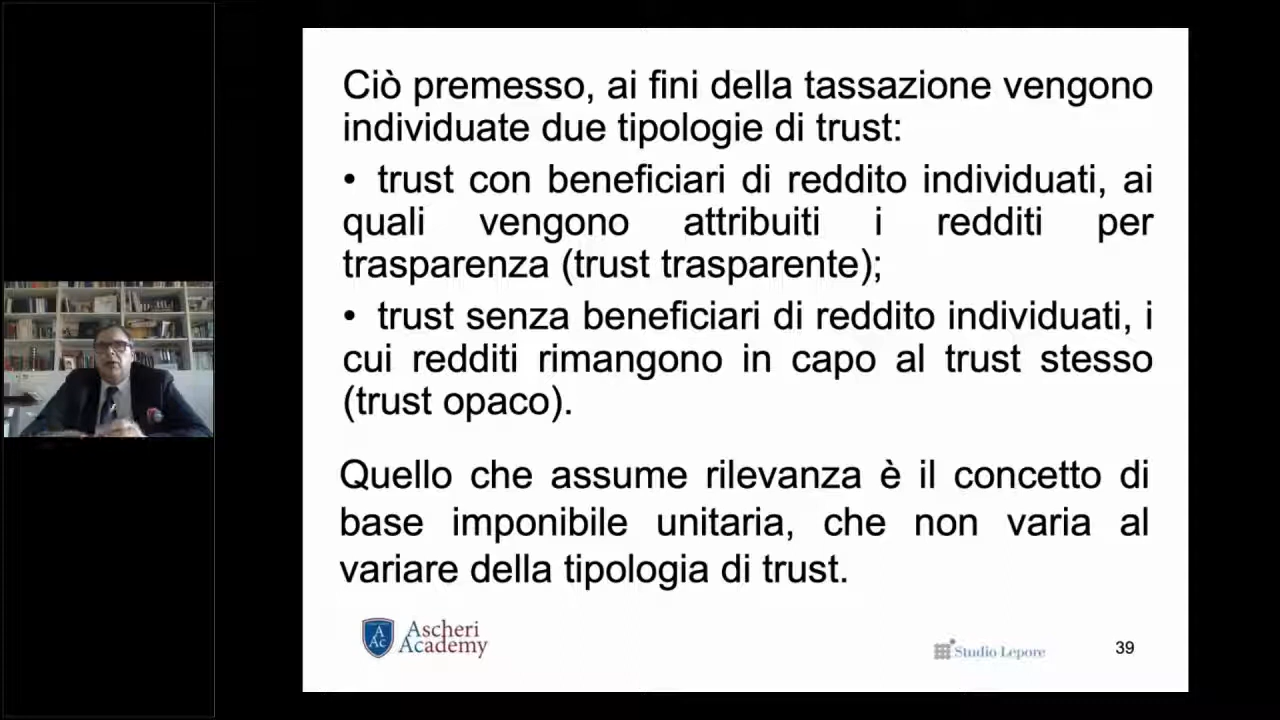 Ciò premesso, ai fini della tassazione vengono
individuate due tipologie di trust:
• trust con beneficiari di reddito individuati, ai
quali vengono attribuiti i redditi per
trasparenza (trust trasparente);
• trust senza beneficiari di reddito individuati, i
cui redditi rimangono in capo al trust stesso
(trust opaco).
Quello che assume rilevanza è il concetto di
base imponibile unitaria, che non varia al
variare della tipologia di trust.
A
Ac
Ascheri
Academy
Studio Lepore
39